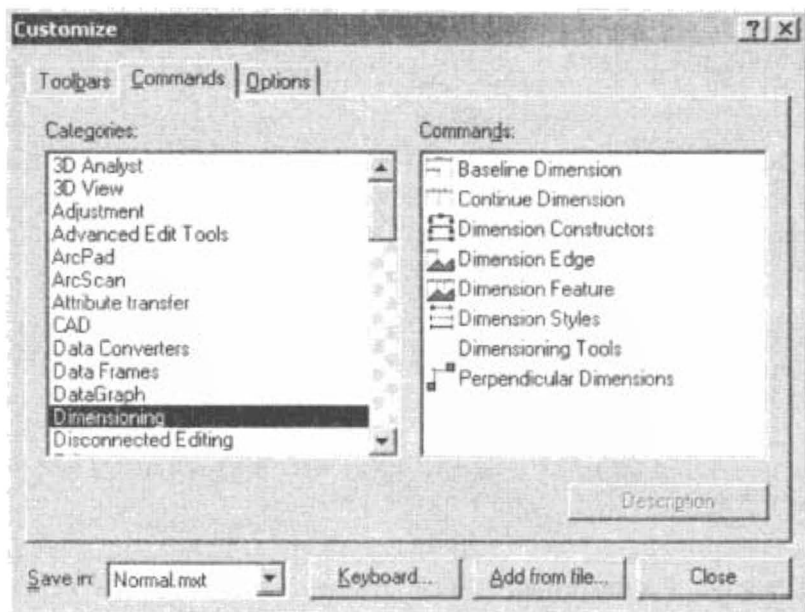 Customize
Toolbars Commands Options
Categories:
3D Analyst
3D View
Adjustment
Advanced Edit Tools
ArcPad
ArcScan
Attribute transfer
CAD
Data Converters
Data Frames
DataGraph
Dimensioning
Disconnected Editing
Commands:
Baseline Dimension
Continue Dimension
Dimension Constructors
Dimension Edge
Dimension Feature
Dimension Styles
Dimensioning Tools
Perpendicular Dimensions
Description
Save in: Normal.mxt Keyboard... Add from file... Close